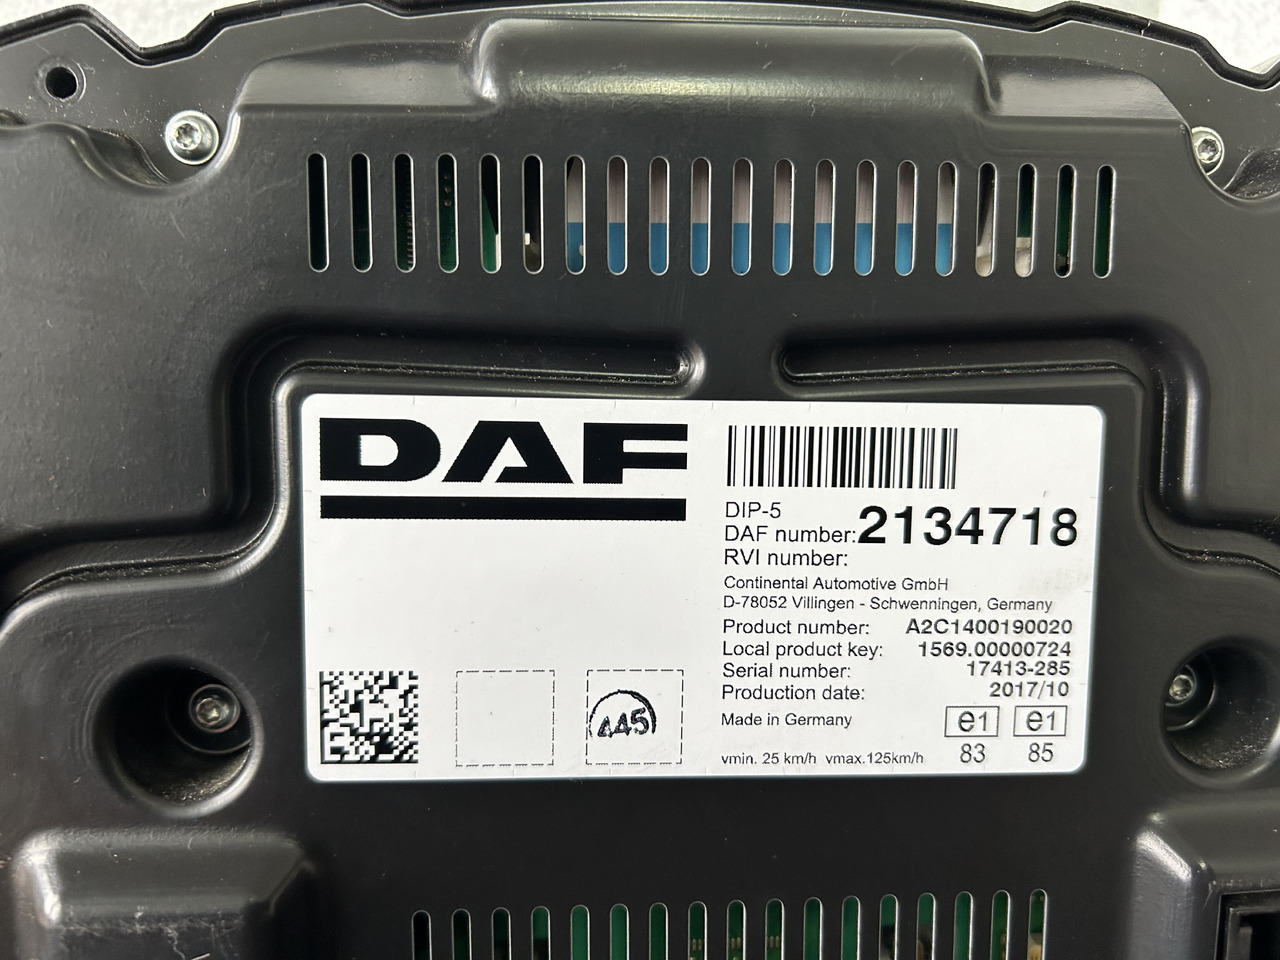 DAF
DIP-5
DAF number: 2134718
RVI number:
Continental Automotive GmbH
D-78052 Villingen - Schwenningen, Germany
Product number: A2C1400190020
Local product key: 1569.00000724
Serial number: 17413-285
Production date: 2017/10
Made in Germany
e1 e1
83 85
vmin. 25 km/h vmax.125km/h
445